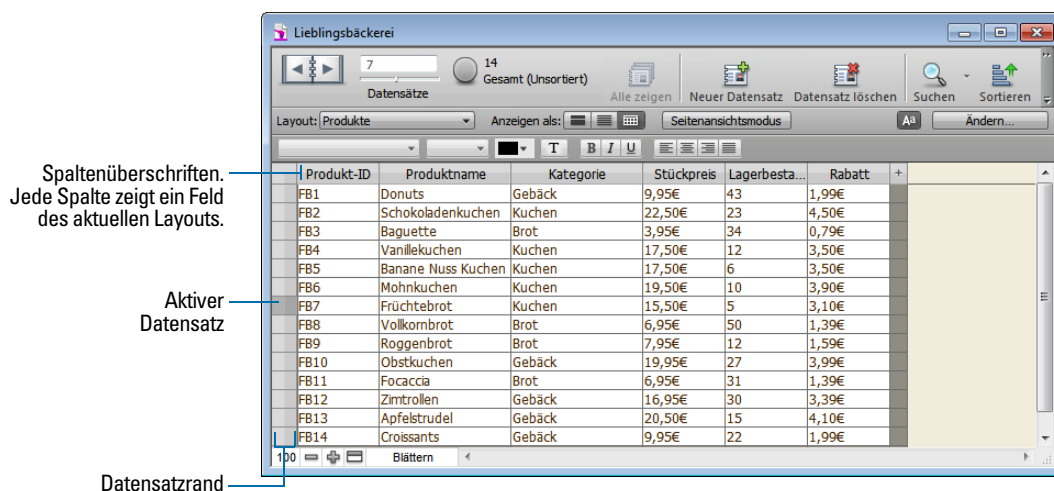 Lieblingsbäckerei
7
Datensätze
14
Gesamt (Unsortiert)
Alle zeigen
Neuer Datensatz
Datensatz löschen
Suchen
Sortieren
Layout: Produkte
Anzeigen als:
Seitenansichtsmodus
Aa
Ändern...
T B I U
Spaltenüberschriften.
Jede Spalte zeigt ein Feld
des aktuellen Layouts.
Produkt-ID Produktname Kategorie Stückpreis Lagerbesta... Rabatt +
FB1 Donuts Gebäck 9,95€ 43 1,99€
FB2 Schokoladenkuchen Kuchen 22,50€ 23 4,50€
FB3 Baguette Brot 3,95€ 34 0,79€
FB4 Vanillekuchen Kuchen 17,50€ 12 3,50€
FB5 Banane Nuss Kuchen Kuchen 17,50€ 6 3,50€
FB6 Mohnkuchen Kuchen 19,50€ 10 3,90€
Aktiver
Datensatz
FB7 Früchtebrot Kuchen 15,50€ 5 3,10€
FB8 Vollkornbrot Brot 6,95€ 50 1,39€
FB9 Roggenbrot Brot 7,95€ 12 1,59€
FB10 Obstkuchen Gebäck 19,95€ 27 3,99€
FB11 Focaccia Brot 6,95€ 31 1,39€
FB12 Zimtrollen Gebäck 16,95€ 30 3,39€
FB13 Apfelstrudel Gebäck 20,50€ 15 4,10€
FB14 Croissants Gebäck 9,95€ 22 1,99€
100 Blättern
Datensatzrand